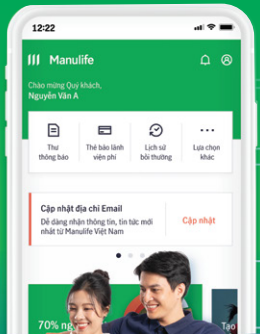 12:22
Manulife
Chào mừng Quý khách,
Nguyễn Văn A
Thư
thông báo
Thẻ bảo lãnh
viện phí
Lịch sử
bồi thường
Lựa chọn
khác
Cập nhật địa chỉ Email
Dễ dàng nhận thông tin, tin tức mới
nhất từ Manulife Việt Nam
Cập nhật
70% ng
Tạo